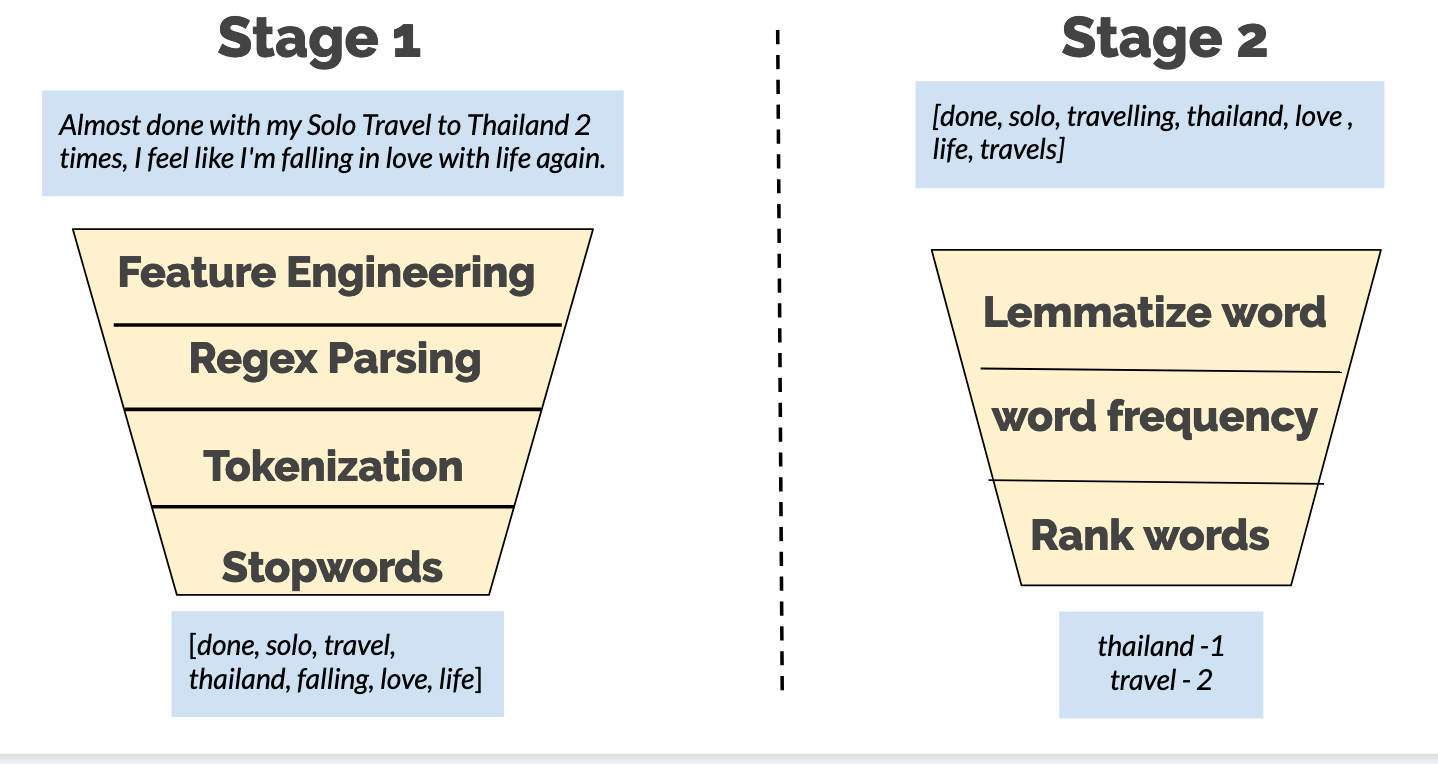 Stage 1
Almost done with my Solo Travel to Thailand 2
times, I feel like I'm falling in love with life again.
Feature Engineering
Regex Parsing
Tokenization
Stopwords
[done, solo, travel,
thailand, falling, love, life]
Stage 2
[done, solo, travelling, thailand, love ,
life, travels]
Lemmatize word
word frequency
Rank words
thailand -1
travel - 2